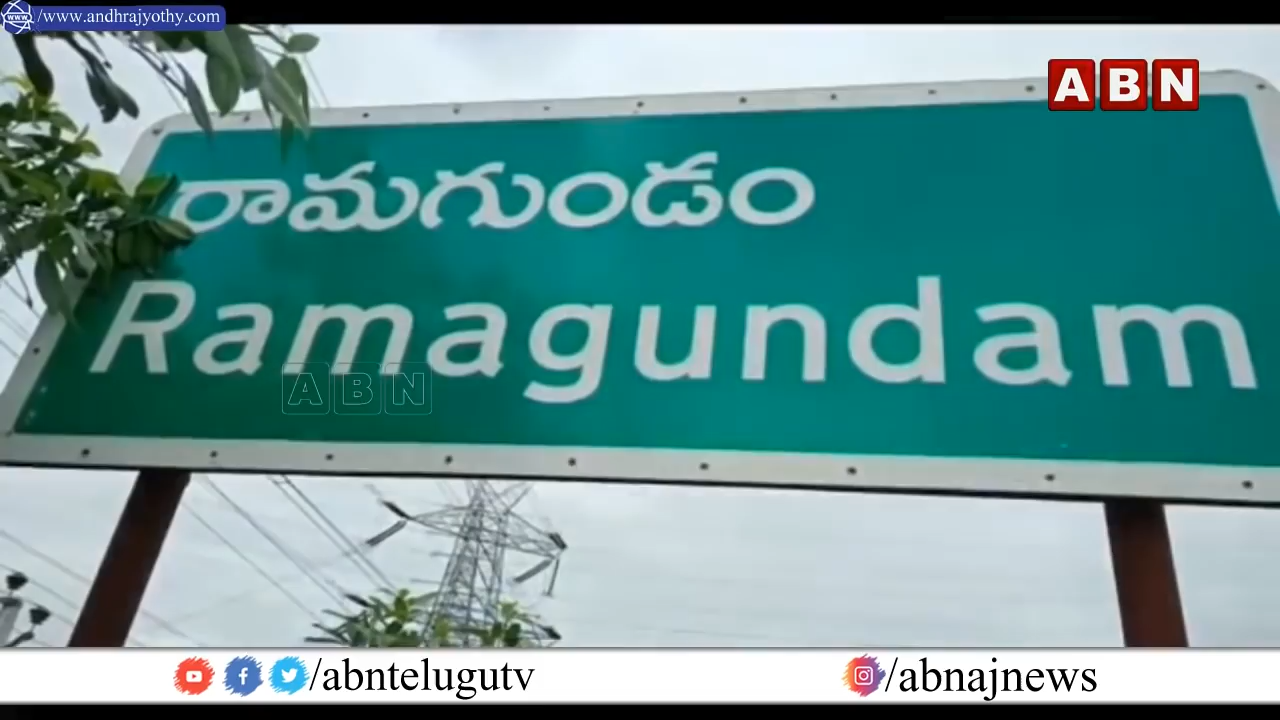 /www.andhrajyothy.com
ABN
రామగుండం
Ramagundam
ABN
/abntelugutv
/abnajnews